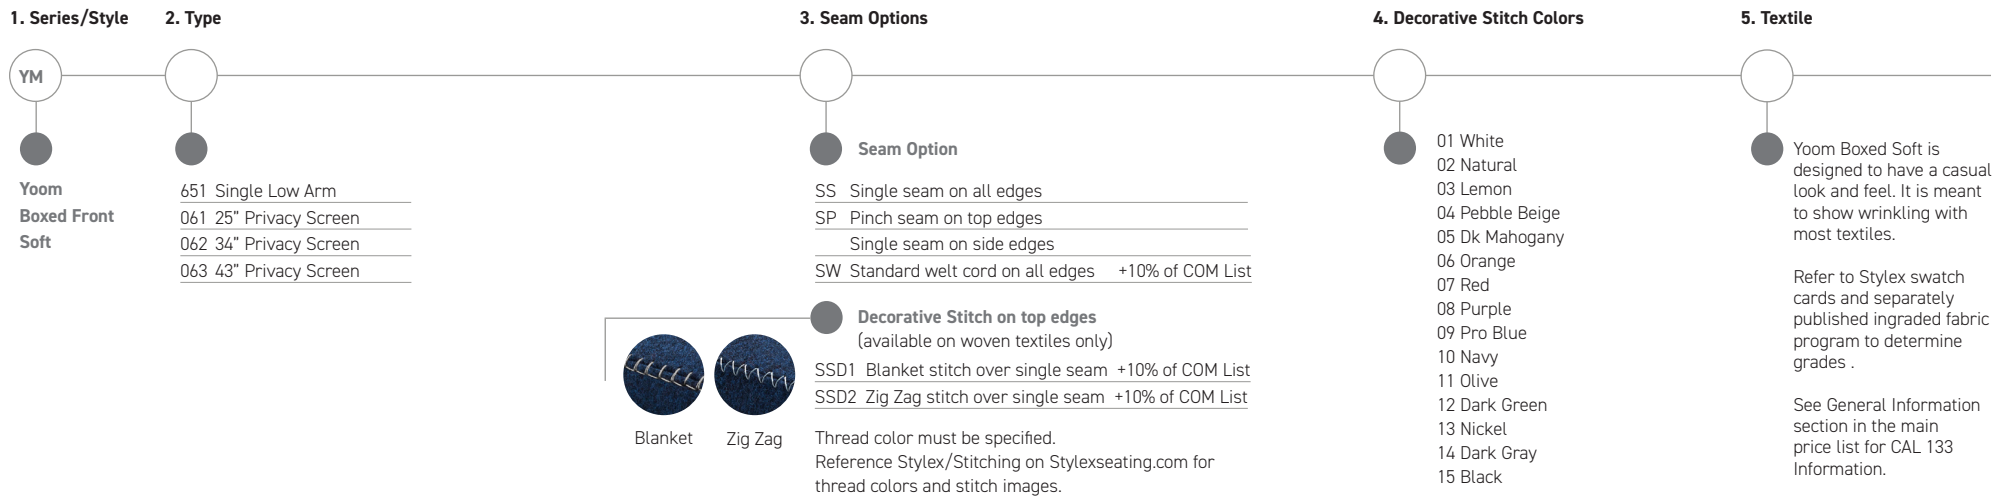 1. Series/Style
YM
Yoom
Boxed Front
Soft
2. Type
651 Single Low Arm
061 25" Privacy Screen
062 34" Privacy Screen
063 43" Privacy Screen
3. Seam Options
Seam Option
SS Single seam on all edges
SP Pinch seam on top edges
Single seam on side edges
SW Standard welt cord on all edges +10% of COM List
Decorative Stitch on top edges
(available on woven textiles only)
SSD1 Blanket stitch over single seam +10% of COM List
SSD2 Zig Zag stitch over single seam +10% of COM List
Blanket Zig Zag
Thread color must be specified.
Reference Stylex/Stitching on Stylexseating.com for
thread colors and stitch images.
4. Decorative Stitch Colors
01 White
02 Natural
03 Lemon
04 Pebble Beige
05 Dk Mahogany
06 Orange
07 Red
08 Purple
09 Pro Blue
10 Navy
11 Olive
12 Dark Green
13 Nickel
14 Dark Gray
15 Black
5. Textile
Yoom Boxed Soft is
designed to have a casual
look and feel. It is meant
to show wrinkling with
most textiles.
Refer to Stylex swatch
cards and separately
published ingraded fabric
program to determine
grades .
See General Information
section in the main
price list for CAL 133
Information.